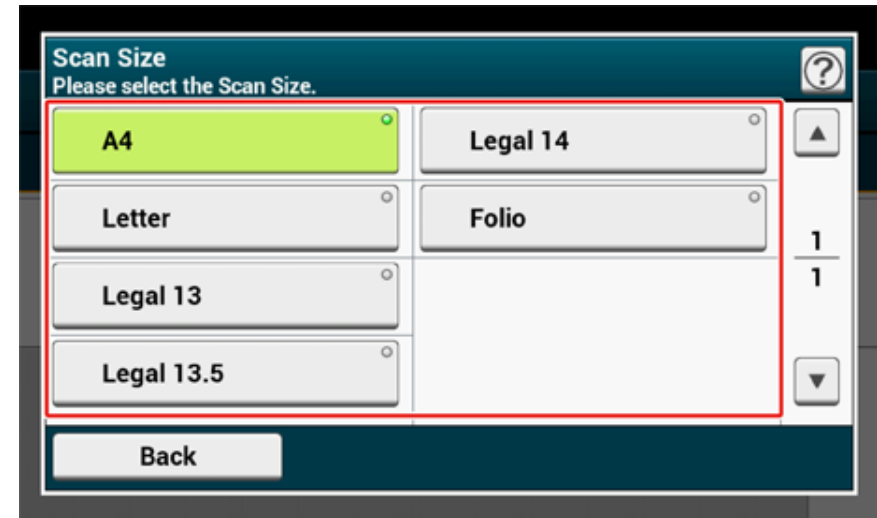 Scan Size
Please select the Scan Size.
?
A4
Legal 14
Letter
Folio
Legal 13
Legal 13.5
1
1
Back